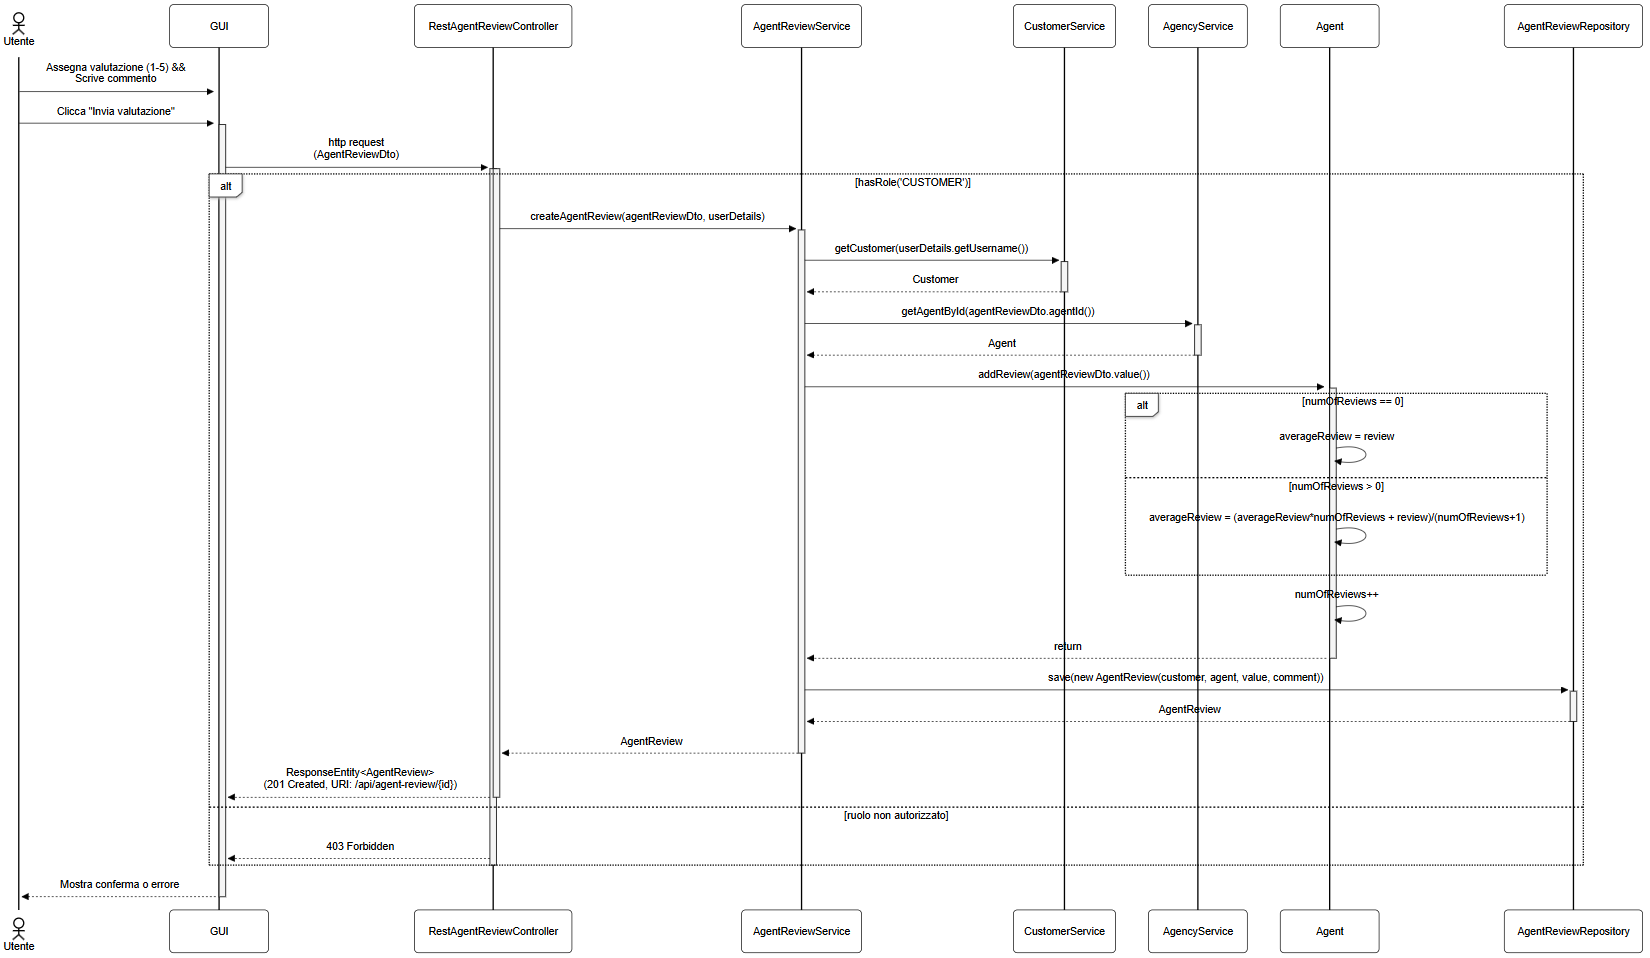 Utente
GUI
RestAgentReviewController
AgentReviewService
CustomerService
AgencyService
Agent
AgentReviewRepository
Assegna valutazione (1-5) &&
Scrive commento
Clicca "Invia valutazione"
http request
(AgentReviewDto)
alt
[hasRole('CUSTOMER')]
createAgentReview(agentReviewDto, userDetails)
getCustomer(userDetails.getUsername())
Customer
getAgentById(agentReviewDto.agentId())
Agent
addReview(agentReviewDto.value())
alt
[numOfReviews == 0]
averageReview = review
[numOfReviews > 0]
averageReview = (averageReview*numOfReviews + review)/(numOfReviews+1)
numOfReviews++
return
save(new AgentReview(customer, agent, value, comment))
AgentReview
AgentReview
ResponseEntity<AgentReview>
(201 Created, URI: /api/agent-review/{id})
[ruolo non autorizzato]
403 Forbidden
Mostra conferma o errore
Utente
GUI
RestAgentReviewController
AgentReviewService
CustomerService
AgencyService
Agent
AgentReviewRepository